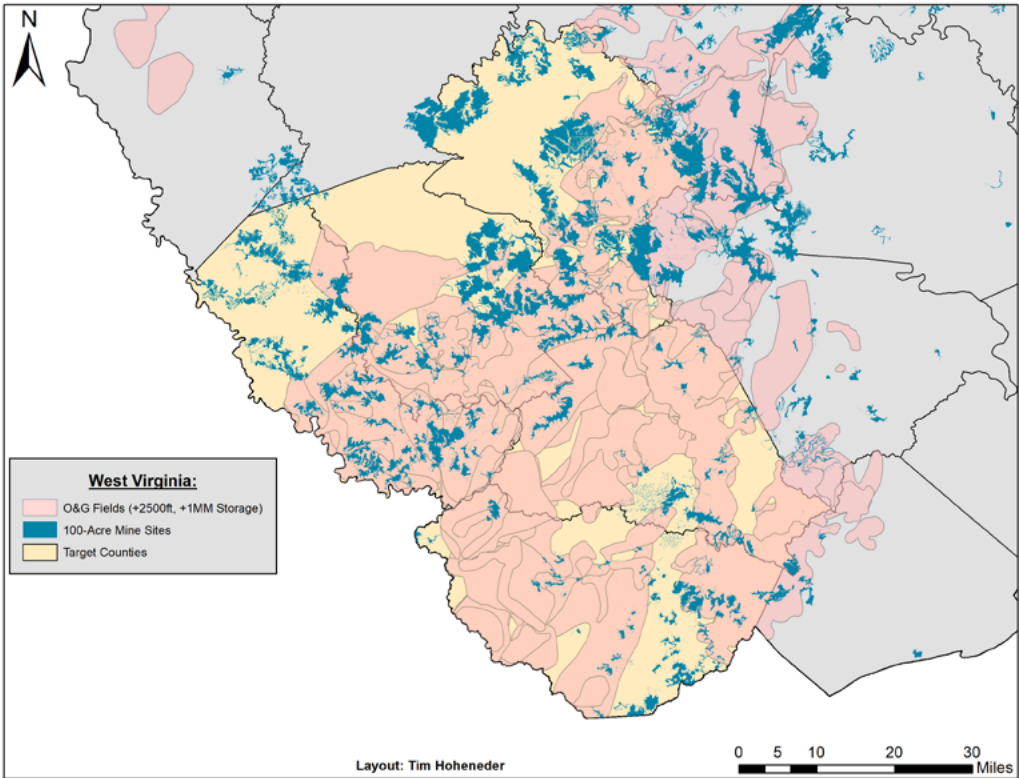 N
West Virginia:
O&G Fields (+2500ft, +1MM Storage)
100-Acre Mine Sites
Target Counties
Layout: Tim Hoheneder
0 5 10 20 30
Miles